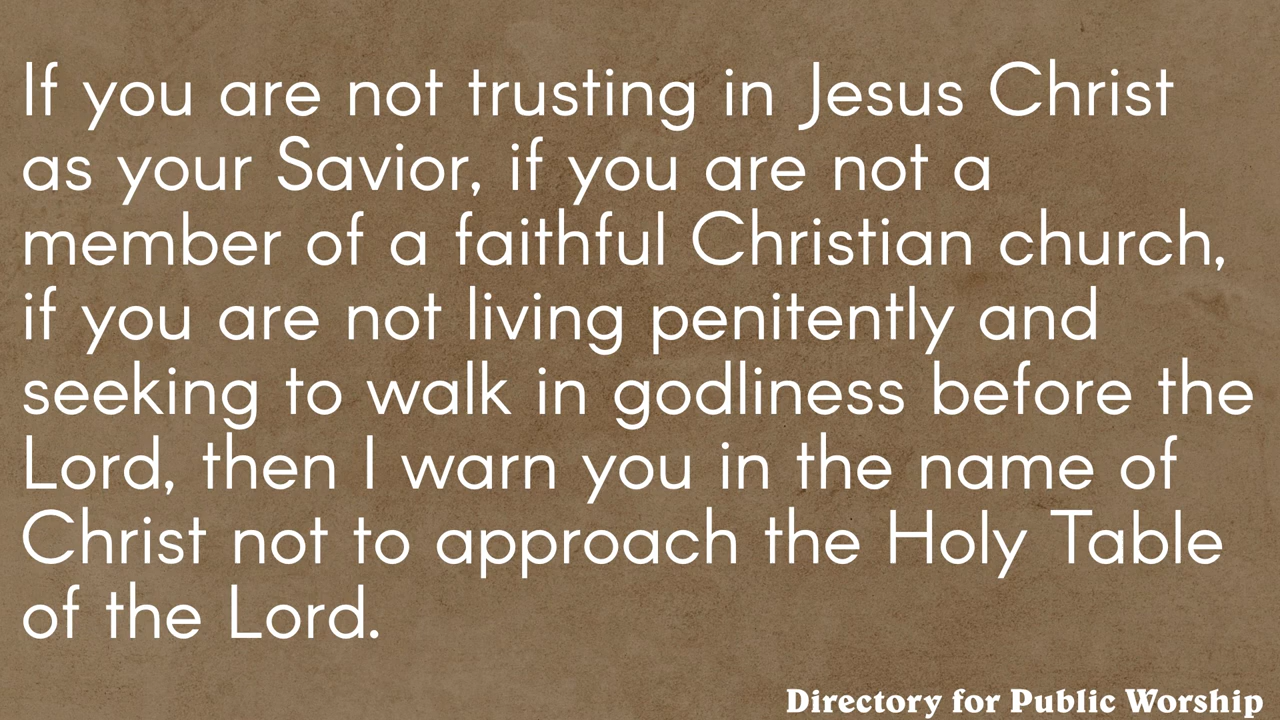 If you are not trusting in Jesus Christ
as your Savior, if you are not a
member of a faithful Christian church,
if you are not living penitently and
seeking to walk in godliness before the
Lord, then I warn you in the name of
Christ not to approach the Holy Table
of the Lord.
Directory for Public Worship